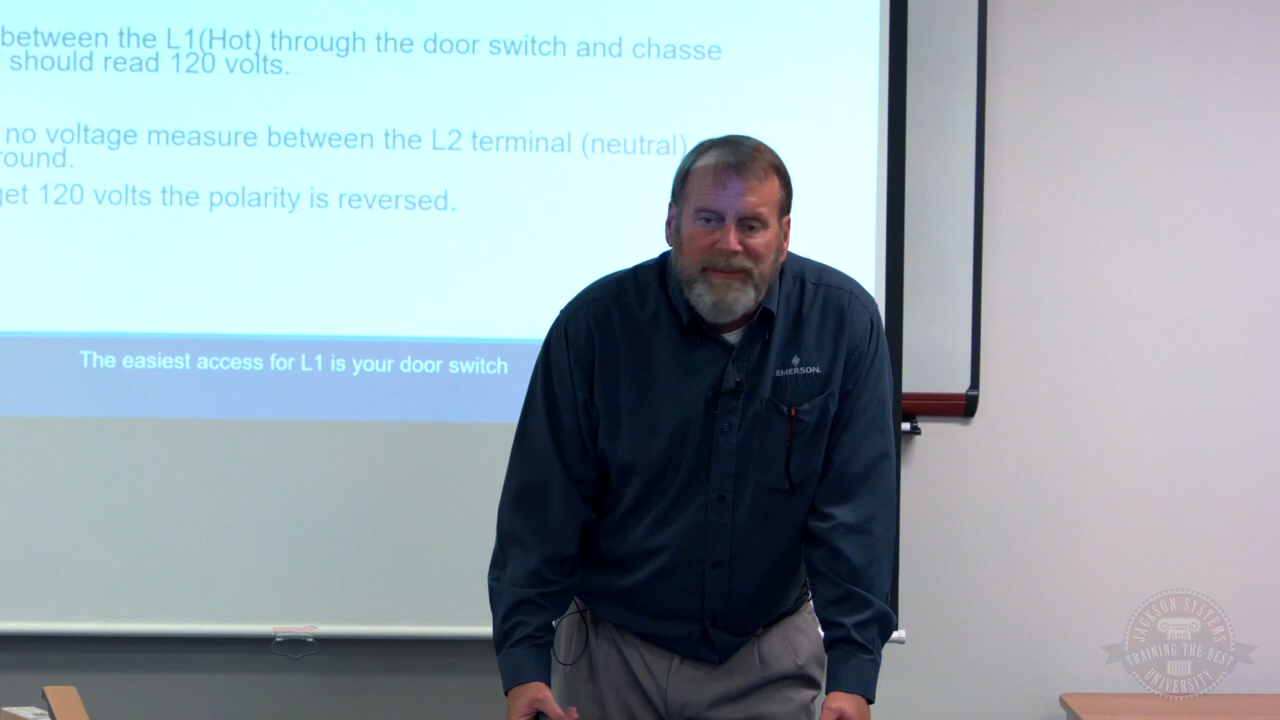 between the L1(Hot) through the door switch and chasse
should read 120 volts.
no voltage measure between the L2 terminal (neutral)
round.
get 120 volts the polarity is reversed.
The easiest access for L1 is your door switch
EMERSON.
JACKSON SYSTEMS
TRAINING THE BEST
UNIVERSITY